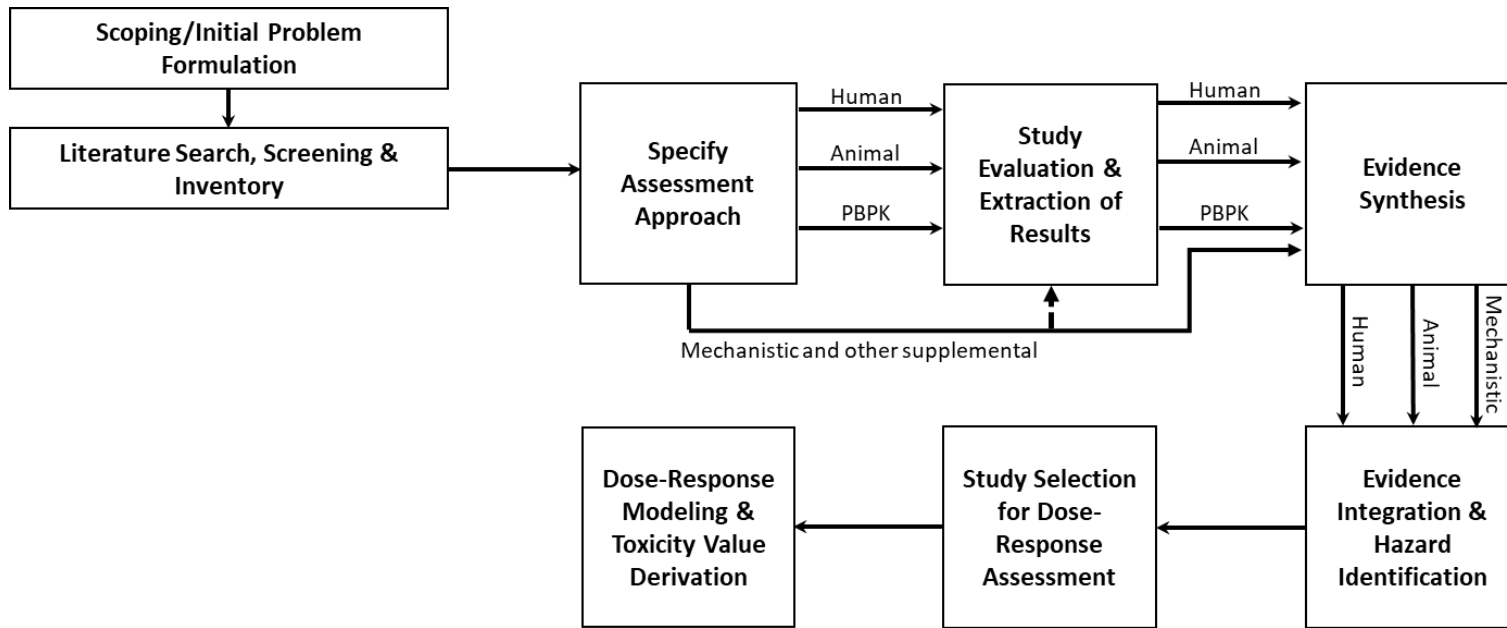 Scoping/Initial Problem
Formulation
Literature Search, Screening &
Inventory
Specify
Assessment
Approach
Human
Animal
PBPK
Study
Evaluation &
Extraction of
Results
Human
Animal
PBPK
Evidence
Synthesis
Mechanistic and other supplemental
Human
Animal
Mechanistic
Evidence
Integration &
Hazard
Identification
Study Selection
for Dose-
Response
Assessment
Dose-Response
Modeling &
Toxicity Value
Derivation